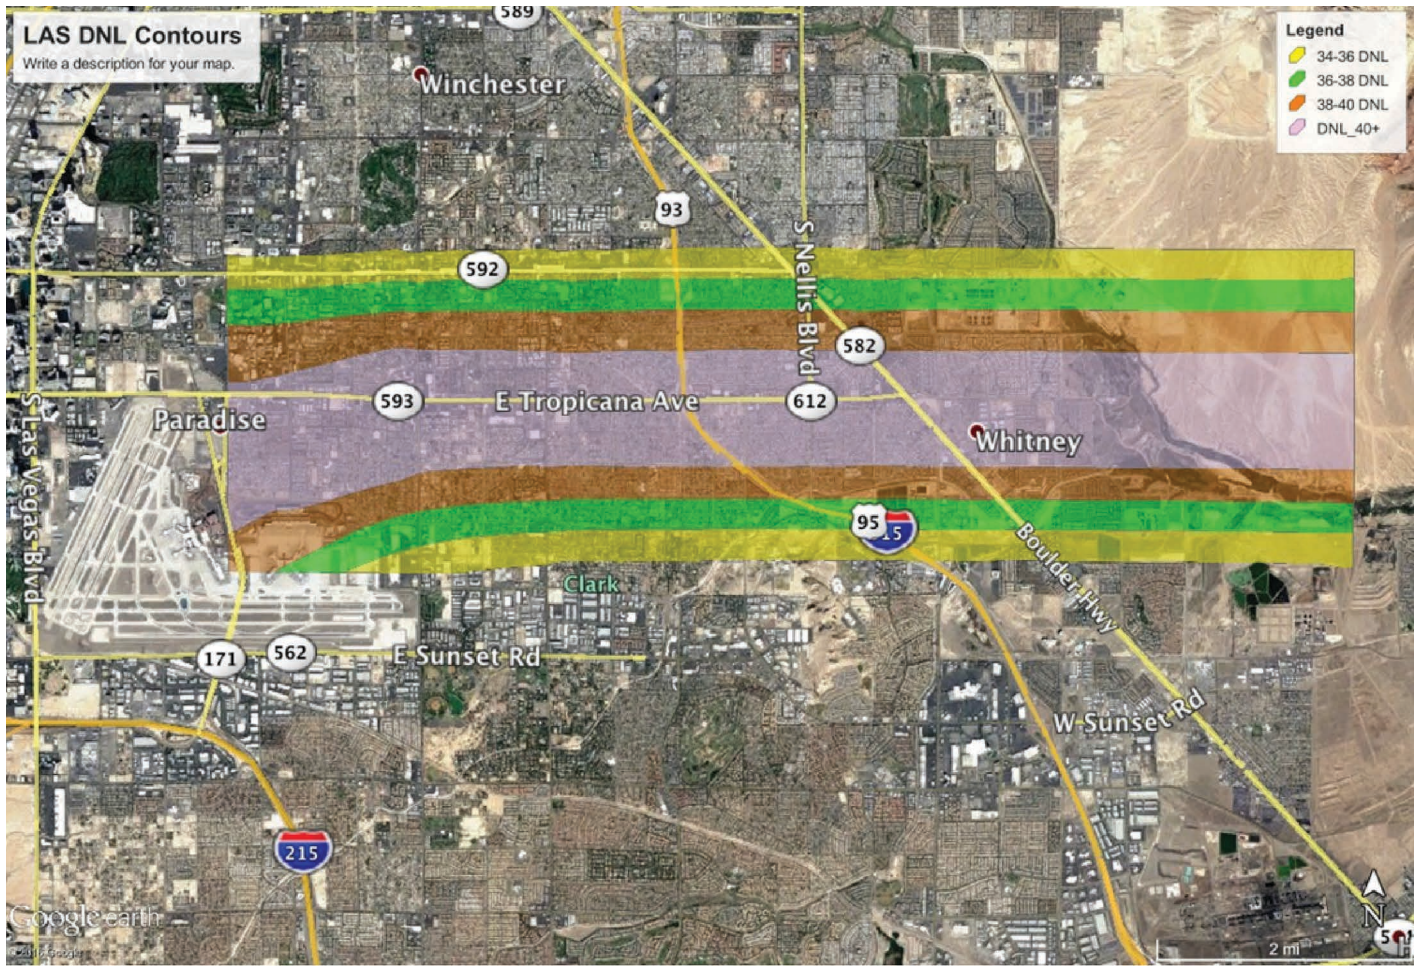 589
LAS DNL Contours
Write a description for your map.
Legend
34-36 DNL
36-38 DNL
38-40 DNL
DNL_40+
Winchester
93
S Nellis Blvd
592
582
593
E Tropicana Ave
612
Paradise
Whitney
S Las Vegas Blvd
95
15
Boulder Hwy
Clark
171
562
E Sunset Rd
W Sunset Rd
215
N
Google earth
2 mi